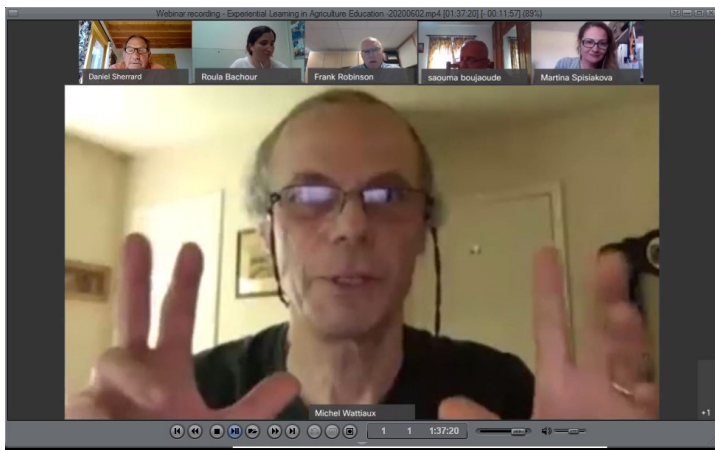 Webinar recording - Experiential Learning in Agriculture Education -20200602.mp4 [01:37:20] [- 00:11:57] (89%)
Daniel Sherrard
Roula Bachour
Frank Robinson
saouma boujaoude
Martina Spisiakova
Michel Wattiaux
+1
1 1 1:37:20